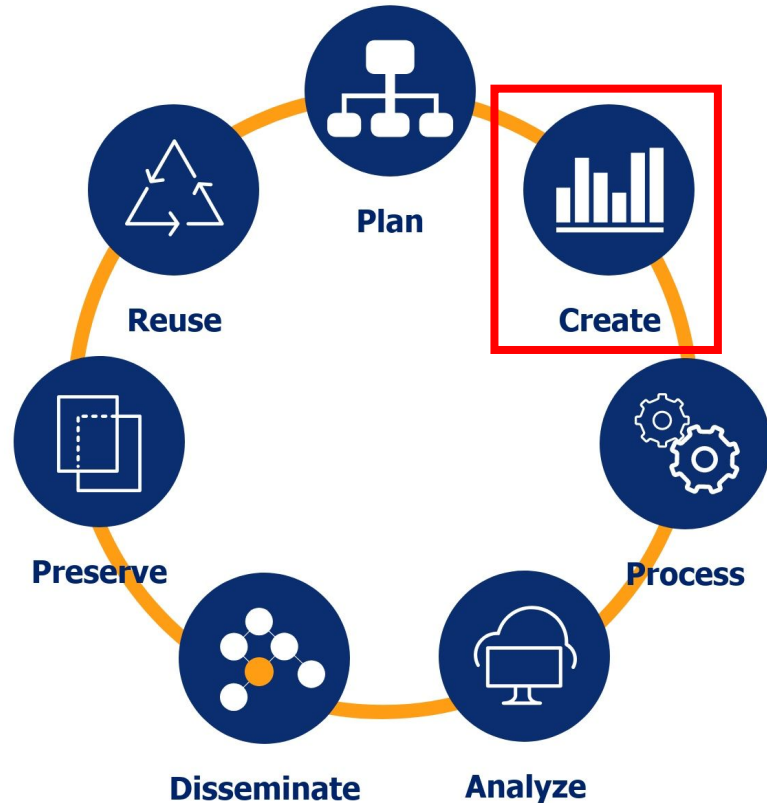 Plan
Create
Process
Analyze
Disseminate
Preserve
Reuse